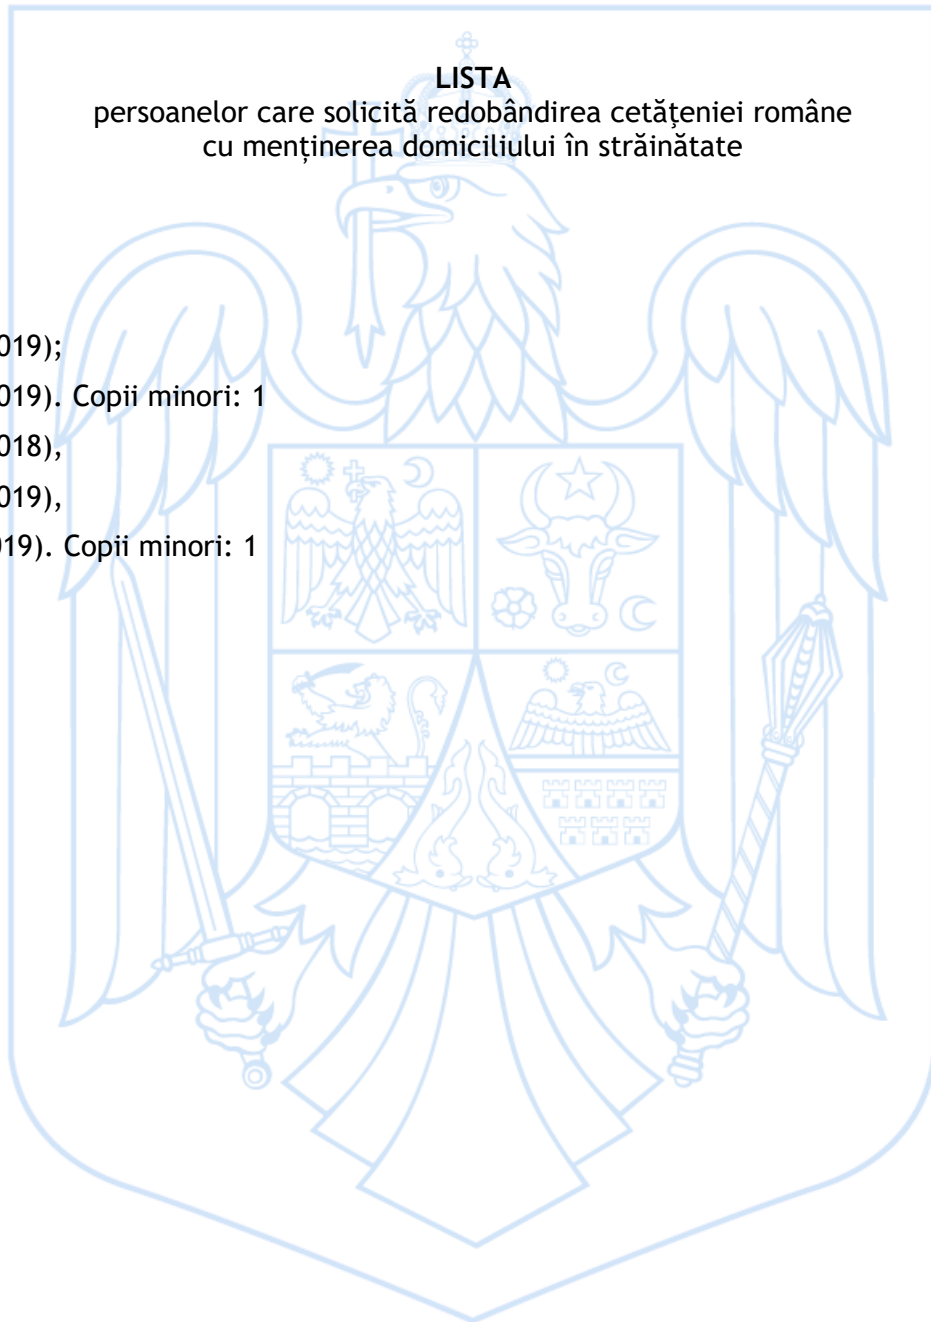 LISTA
persoanelor care solicită redobândirea cetăţeniei române
cu menținerea domiciliului în străinătate
019);
019). Copii minori: 1
018),
019),
019). Copii minori: 1